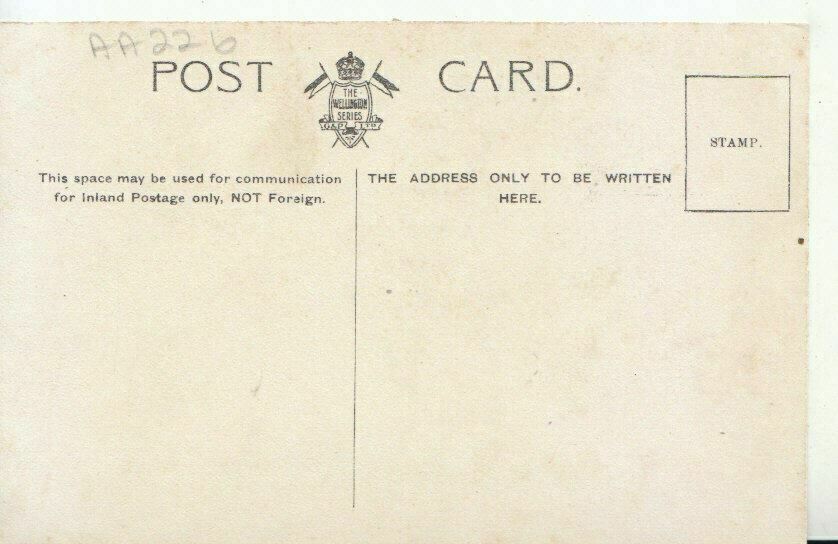 AA226
POST CARD.
THE
WELLINGTON
SERIES
G&P LTD
STAMP.
This space may be used for communication
for Inland Postage only, NOT Foreign.
THE ADDRESS ONLY TO BE WRITTEN
HERE.